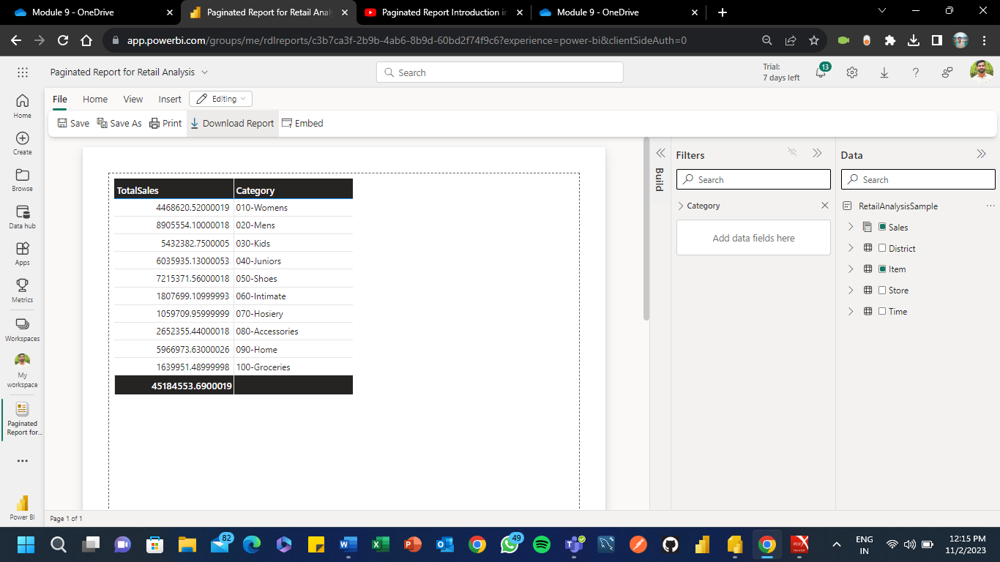 Module 9 - OneDrive
Paginated Report for Retail Analy
Paginated Report Introduction in
Module 9 - OneDrive
app.powerbi.com/groups/me/rdlreports/c3b7ca3f-2b9b-4ab6-8b9d-60bd2f74f9c6?experience=power-bi&clientSideAuth=0
Paginated Report for Retail Analysis
Search
Trial:
7 days left
13
File Home View Insert Editing
Save Save As Print Download Report Embed
Home
Create
Browse
Data hub
Apps
Metrics
Workspaces
My
workspace
Paginated
Report for...
Power BI
TotalSales Category
4468620.52000019 010-Womens
8905554.10000018 020-Mens
5432382.7500005 030-Kids
6035935.13000053 040-Juniors
7215371.56000018 050-Shoes
1807699.10999993 060-Intimate
1059709.95999999 070-Hosiery
2652355.44000018 080-Accessories
5966973.63000026 090-Home
1639951.48999998 100-Groceries
45184553.6900019
Build
Filters
Search
Category
Add data fields here
Data
Search
RetailAnalysisSample
Sales
District
Item
Store
Time
Page 1 of 1
82
49
ENG
IN
12:15 PM
11/2/2023